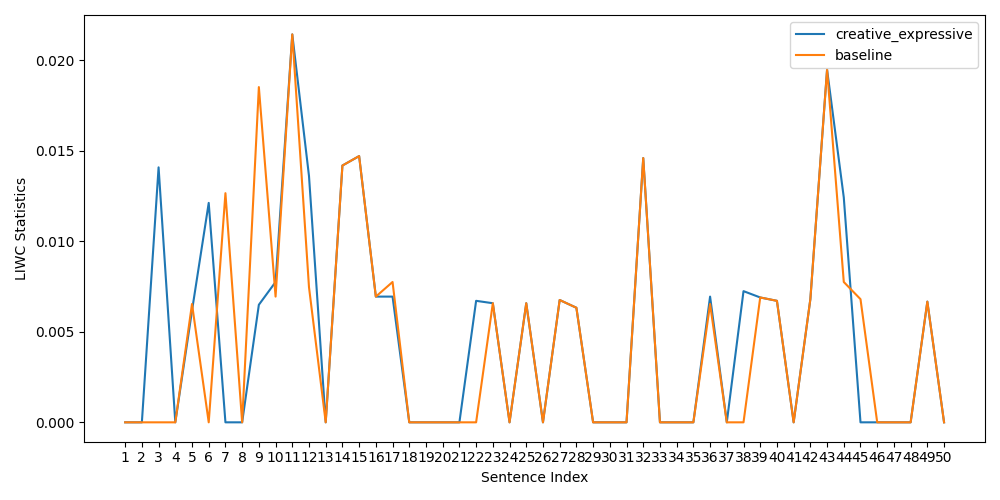 creative_expressive
baseline
0.020
0.015
0.010
0.005
0.000
LIWC Statistics
1 2 3 4 5 6 7 8 9 10 11 12 13 14 15 16 17 18 19 20 21 22 23 24 25 26 27 28 29 30 31 32 33 34 35 36 37 38 39 40 41 42 43 44 45 46 47 48 49 50
Sentence Index